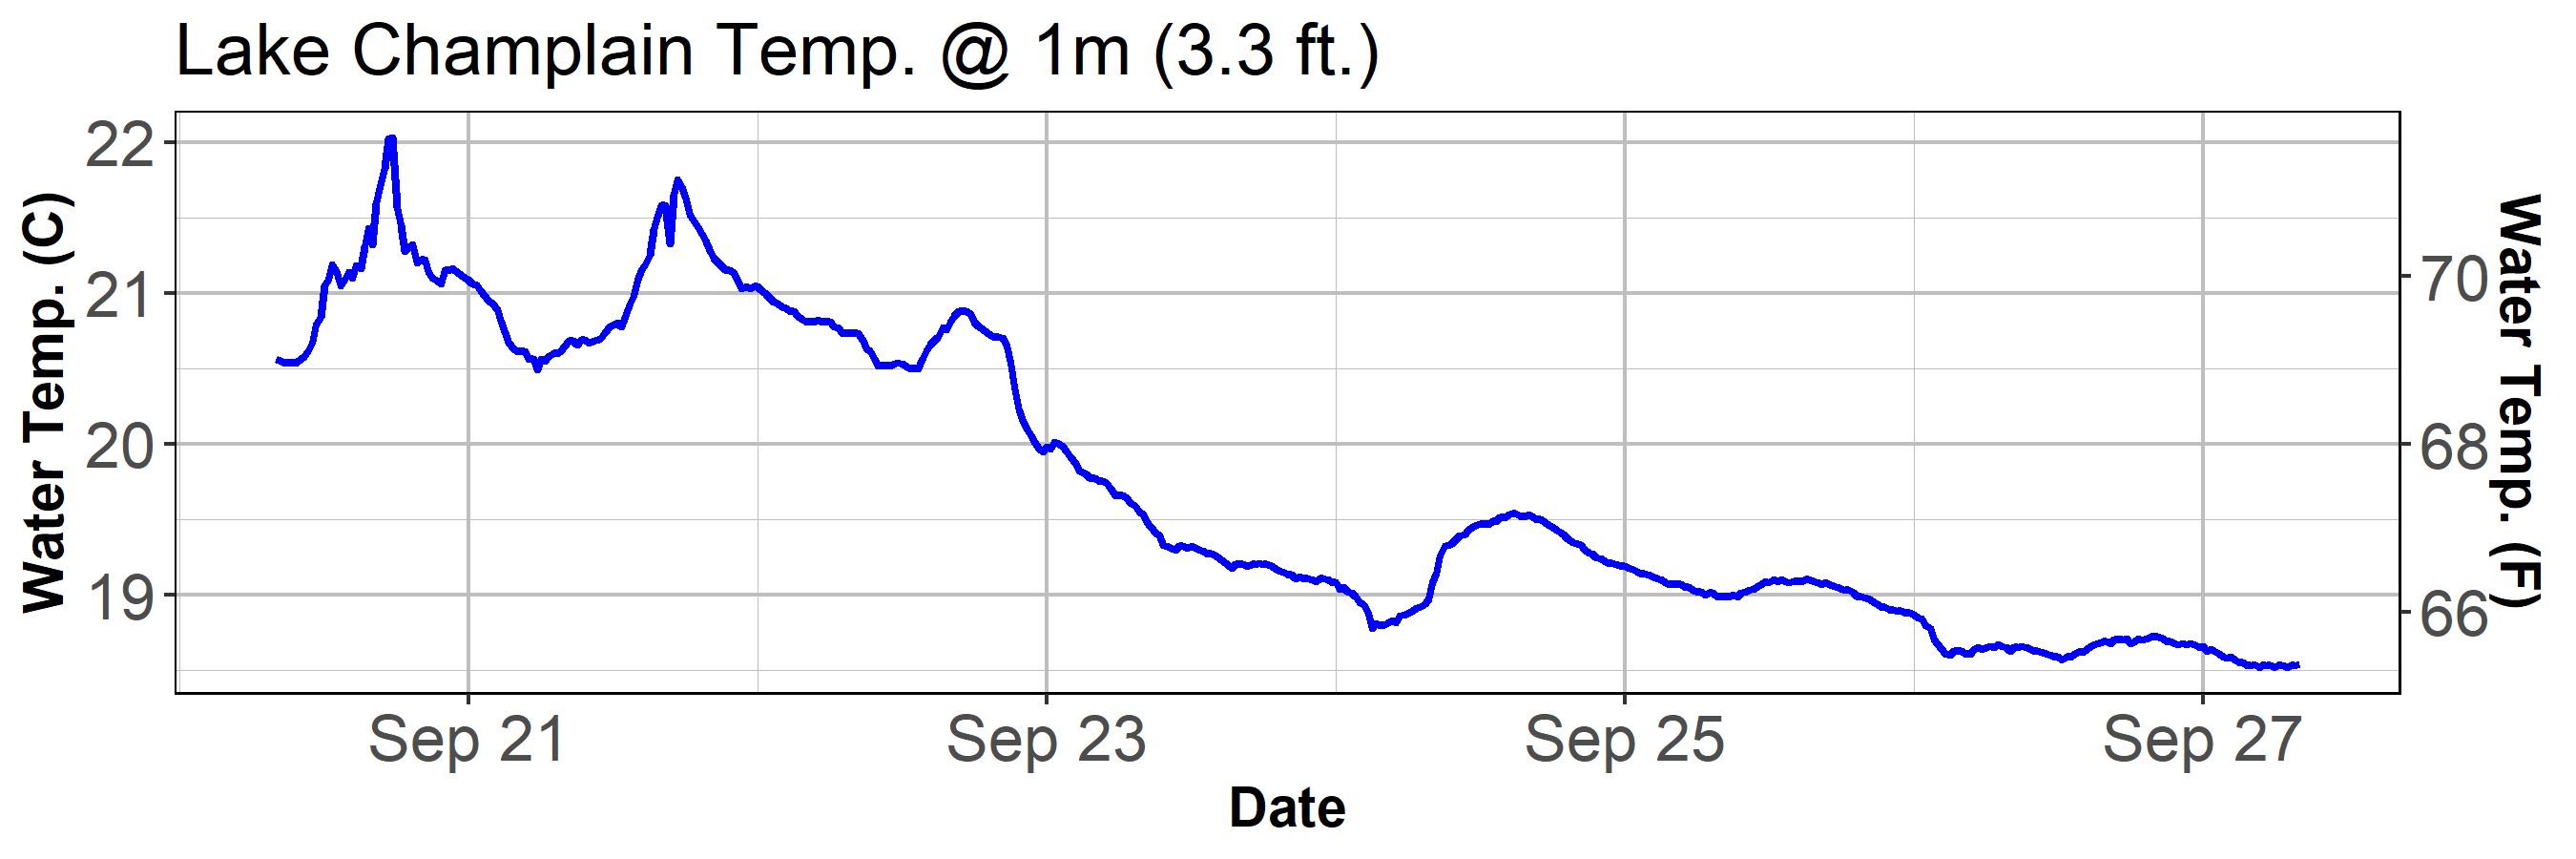 Lake Champlain Temp. @ 1m (3.3 ft.)
Water Temp. (C)
22
21
20
19
70
68
66
Water Temp. (F)
Sep 21 Sep 23 Sep 25 Sep 27
Date